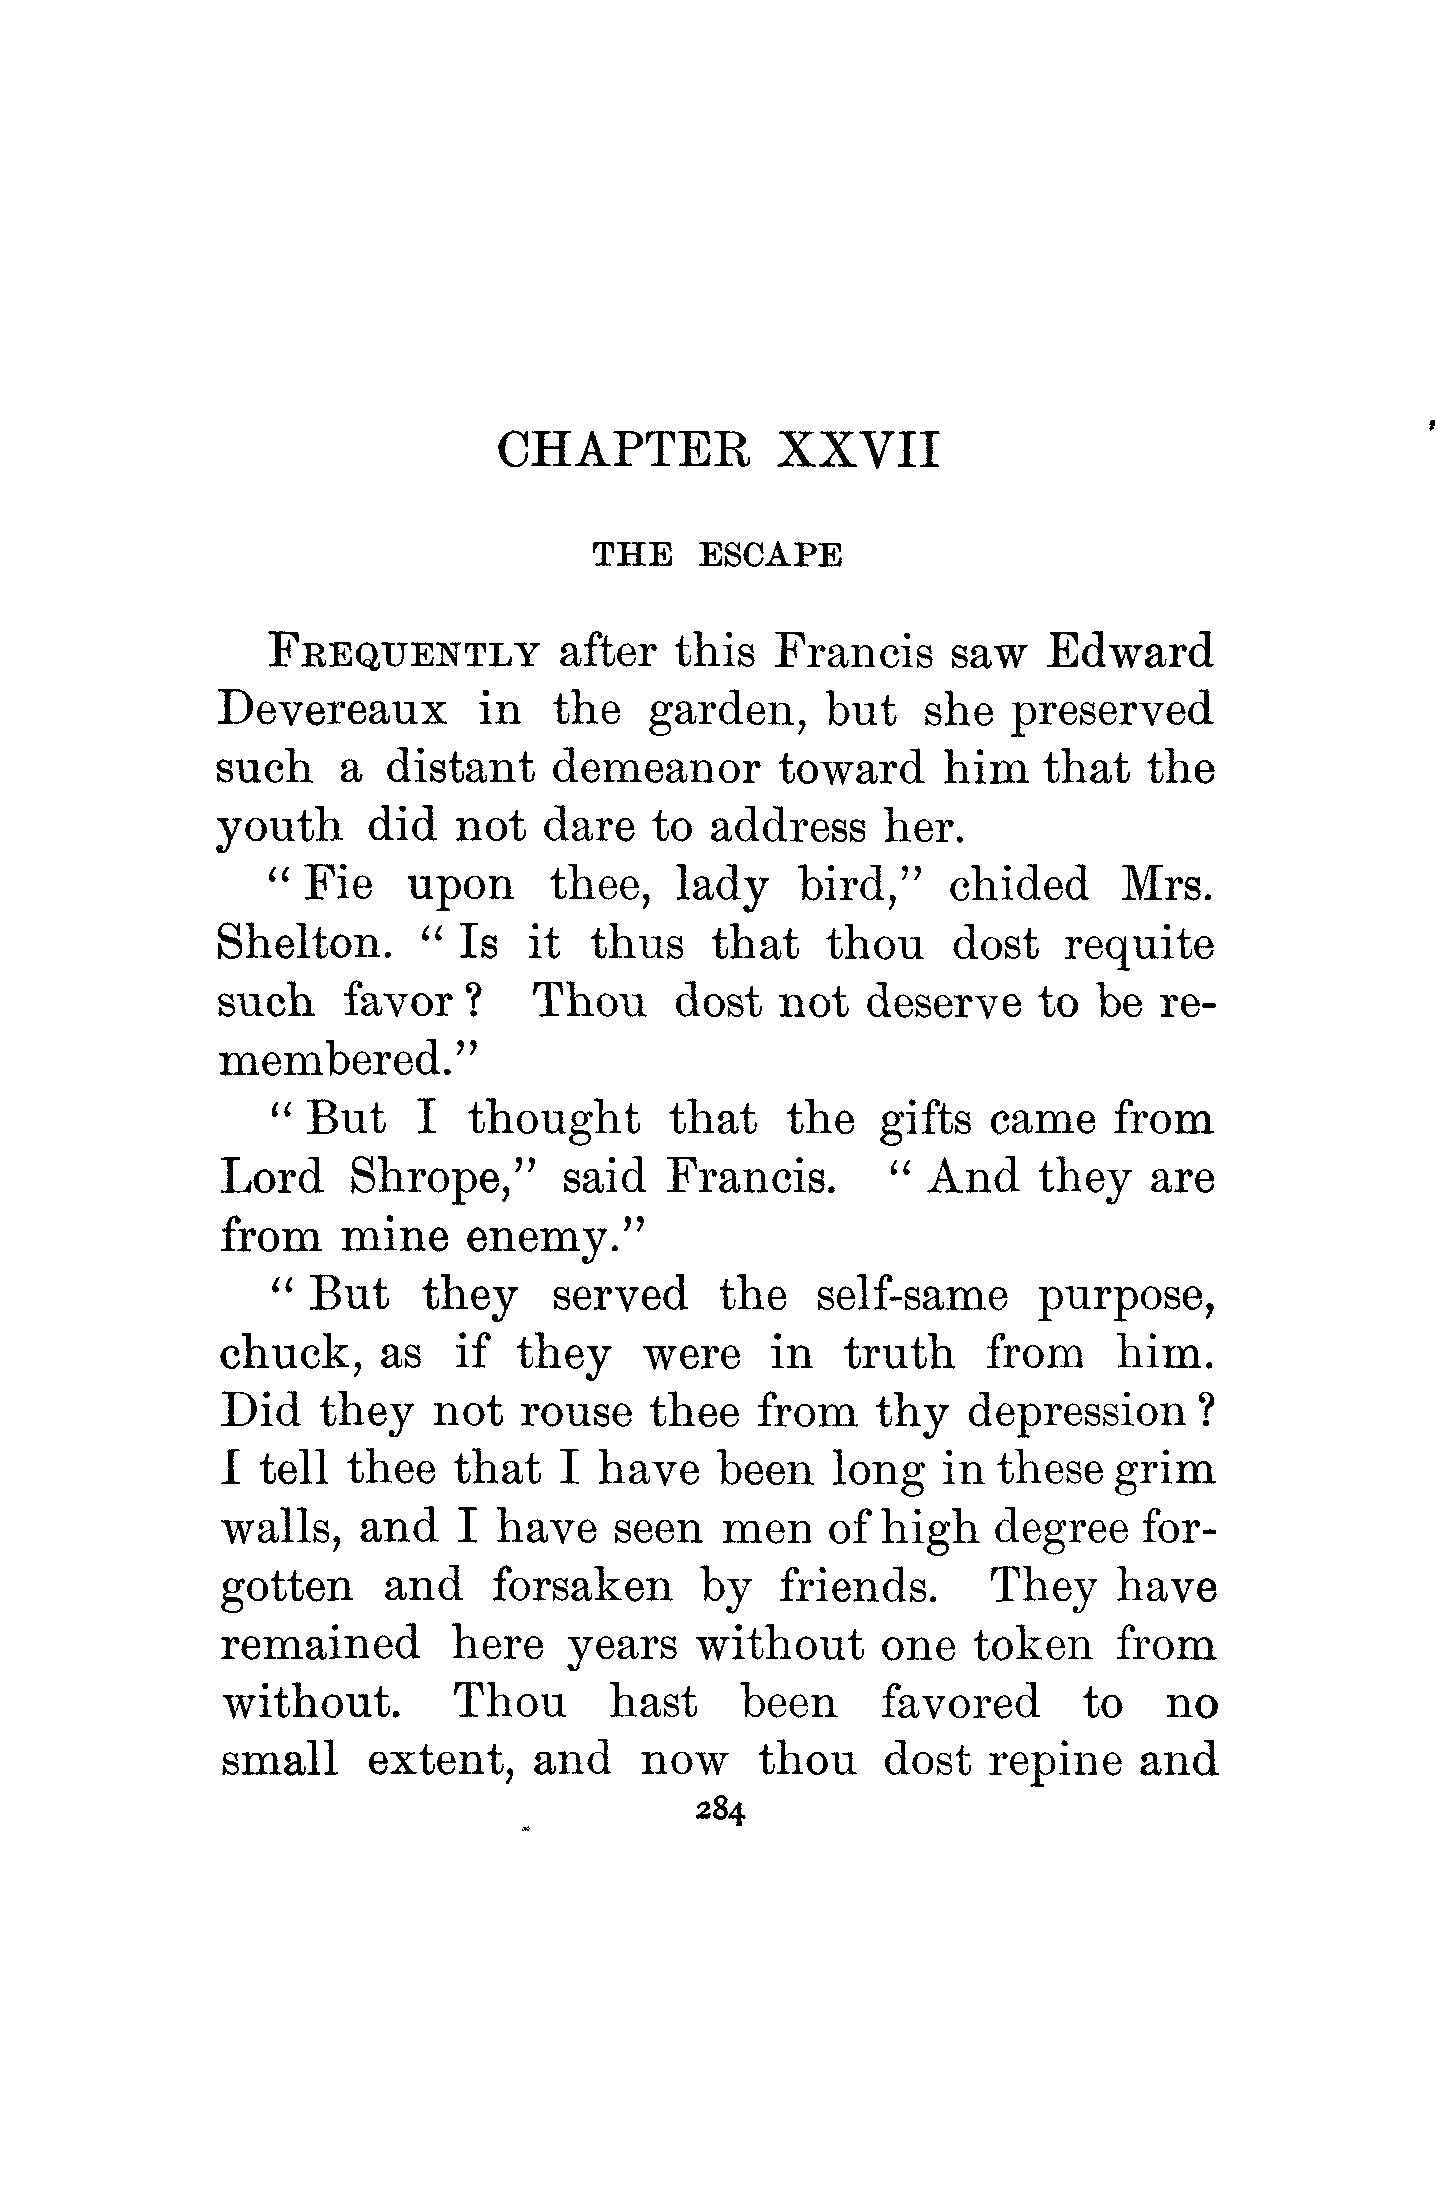 CHAPTER XXVII
THE ESCAPE
FREQUENTLY after this Francis saw Edward
Devereaux in the garden, but she preserved
such a distant demeanor toward him that the
youth did not dare to address her.
“ Fie upon thee, lady bird,” chided Mrs.
Shelton. “ Is it thus that thou dost requite
such favor ? Thou dost not deserve to be re-
membered.”
“ But I thought that the gifts came from
Lord Shrope,” said Francis. “ And they are
from mine enemy.”
“ But they served the self-same purpose,
chuck, as if they were in truth from him.
Did they not rouse thee from thy depression ?
I tell thee that I have been long in these grim
walls, and I have seen men of high degree for-
gotten and forsaken by friends. They have
remained here years without one token from
without. Thou hast been favored to no
small extent, and now thou dost repine and
284